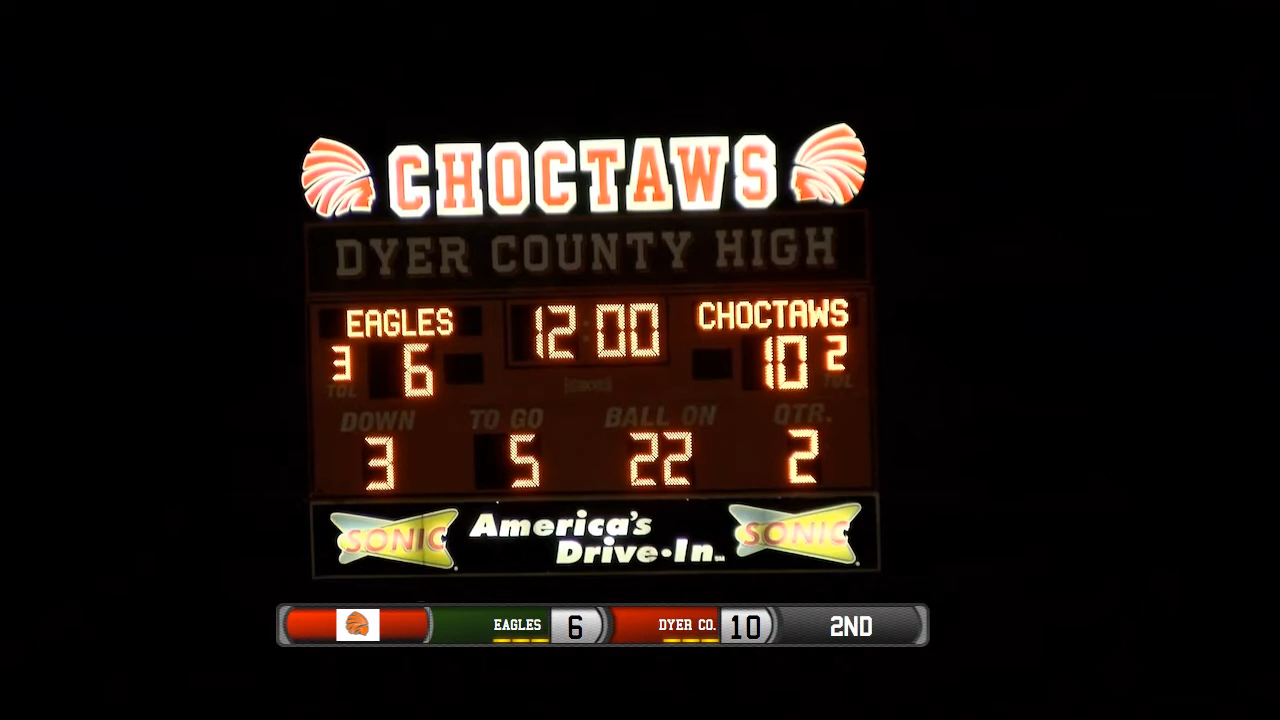 CHOCTAWS
DYER COUNTY HIGH
EAGLES 12:00 CHOCTAWS
3 6 10 2
TOL TOL
DOWN TO GO BALL ON QTR.
3 5 22 2
SONIC America's Drive-In SONIC
EAGLES 6 DYER CO. 10 2ND